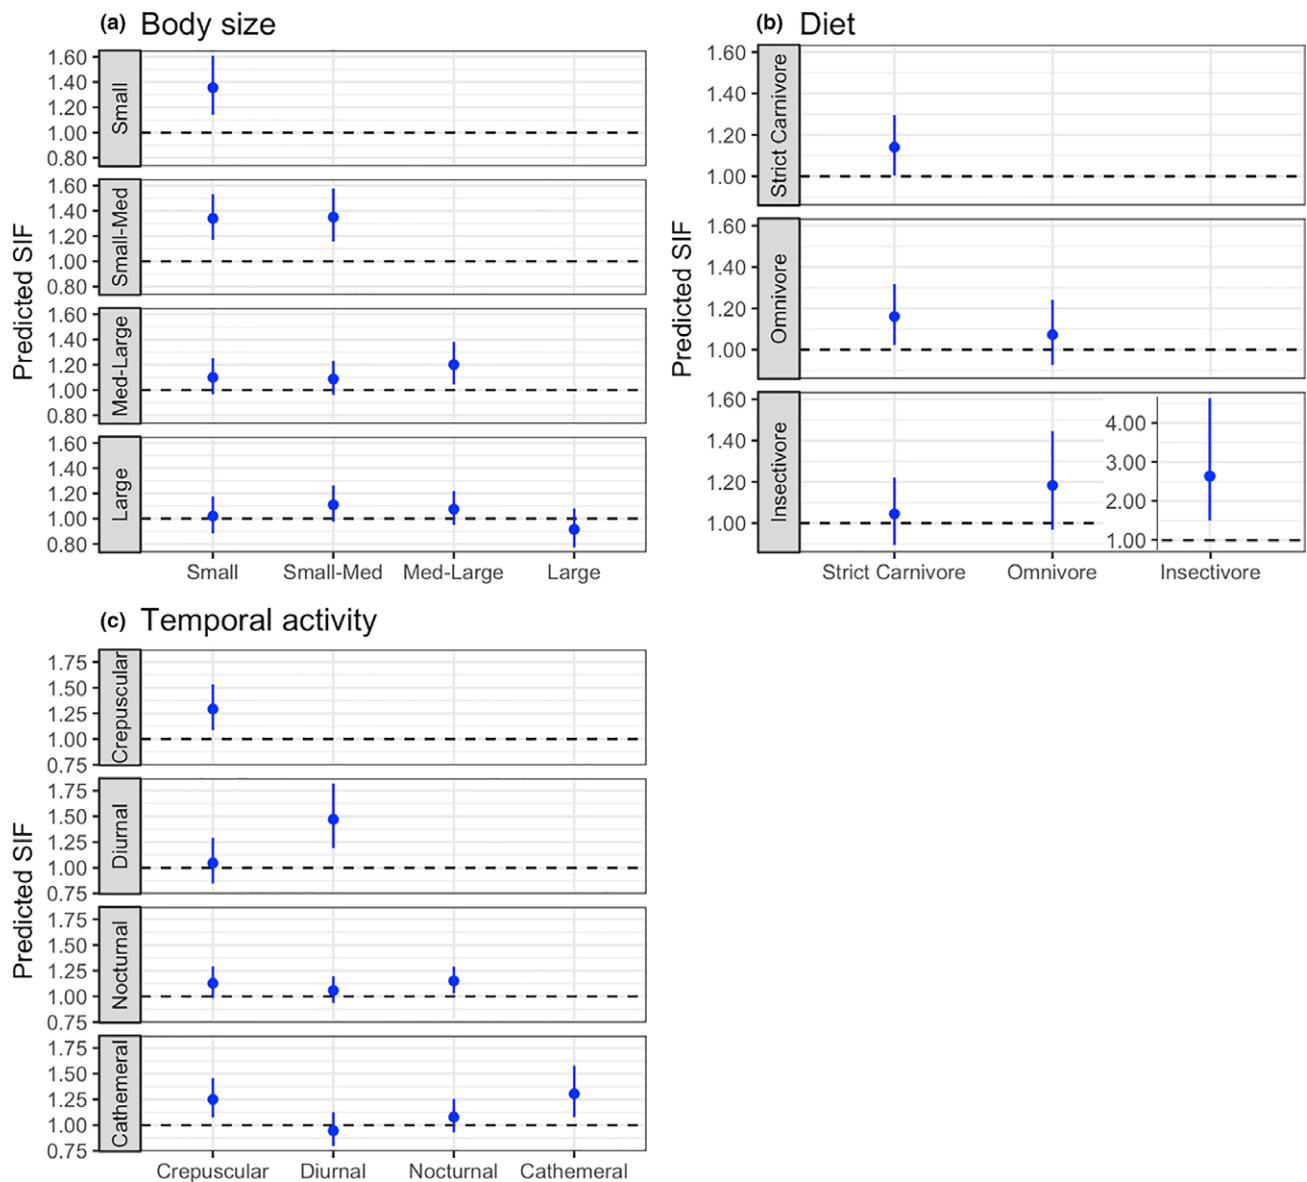 (a) Body size
Predicted SIF
Small
1.60
1.40
1.20
1.00
0.80
Small-Med
1.60
1.40
1.20
1.00
0.80
Med-Large
1.60
1.40
1.20
1.00
0.80
Large
1.60
1.40
1.20
1.00
0.80
Small Small-Med Med-Large Large
(b) Diet
Predicted SIF
Strict Carnivore
1.60
1.40
1.20
1.00
Omnivore
1.60
1.40
1.20
1.00
Insectivore
1.60
1.40
1.20
1.00
4.00
3.00
2.00
1.00
Strict Carnivore Omnivore Insectivore
(c) Temporal activity
Predicted SIF
Crepuscular
1.75
1.50
1.25
1.00
0.75
Diurnal
1.75
1.50
1.25
1.00
0.75
Nocturnal
1.75
1.50
1.25
1.00
0.75
Cathemeral
1.75
1.50
1.25
1.00
0.75
Crepuscular Diurnal Nocturnal Cathemeral